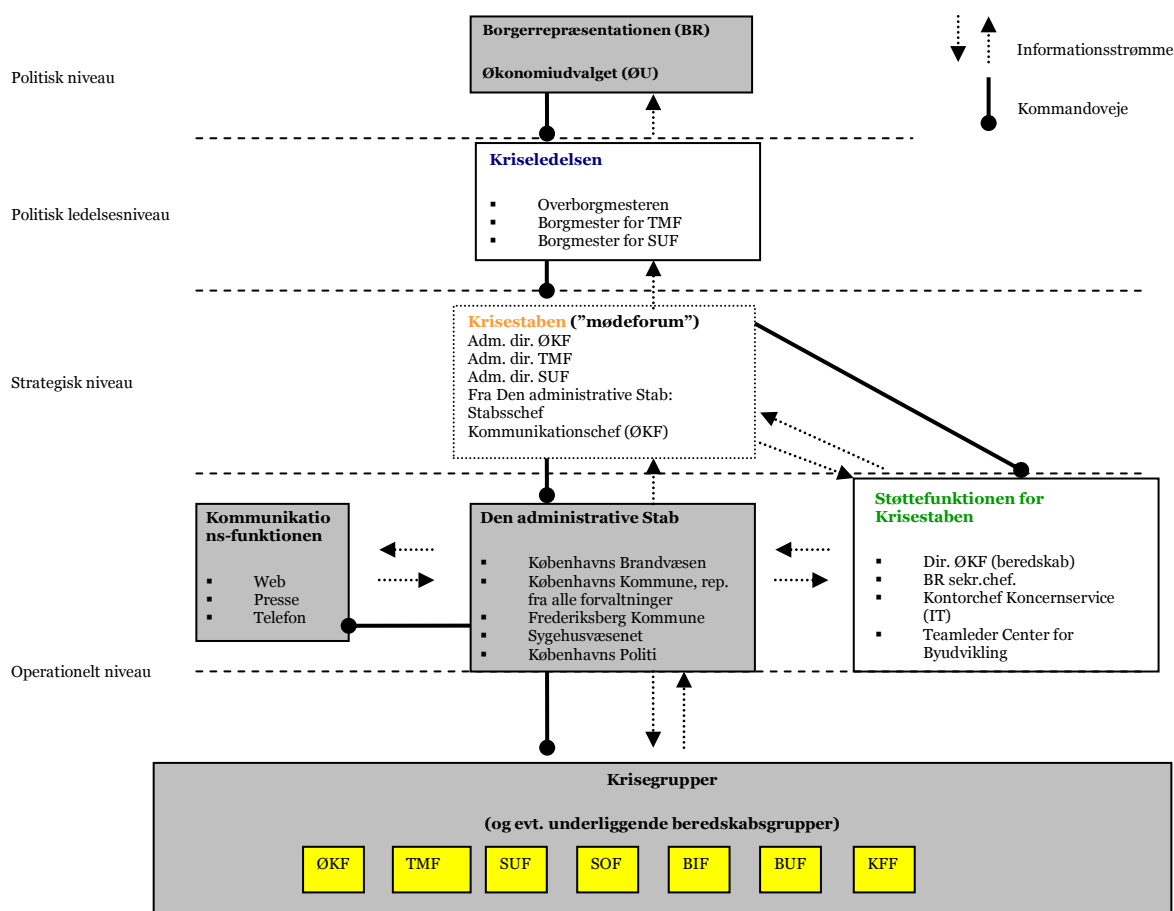 Borgerrepræsentationen (BR)
Økonomiudvalget (ØU)
Informationsstrømme
Kommandoveje
Politisk niveau
Kriseledelsen
▪ Overborgmesteren
▪ Borgmester for TMF
▪ Borgmester for SUF
Politisk ledelsesniveau
Krisestaben (”mødeforum”)
Adm. dir. ØKF
Adm. dir. TMF
Adm. dir. SUF
Fra Den administrative Stab:
Stabsschef
Kommunikationschef (ØKF)
Strategisk niveau
Kommunikatio
ns-funktionen
▪ Web
▪ Presse
▪ Telefon
Den administrative Stab
▪ Københavns Brandvæsen
▪ Københavns Kommune, rep.
fra alle forvaltninger
▪ Frederiksberg Kommune
▪ Sygehusvæsenet
▪ Københavns Politi
Støttefunktionen for
Krisestaben
▪ Dir. ØKF (beredskab)
▪ BR sekr.chef.
▪ Kontorchef Koncernservice
(IT)
▪ Teamleder Center for
Byudvikling
Operationelt niveau
Krisegrupper
(og evt. underliggende beredskabsgrupper)
ØKF
TMF
SUF
SOF
BIF
BUF
KFF